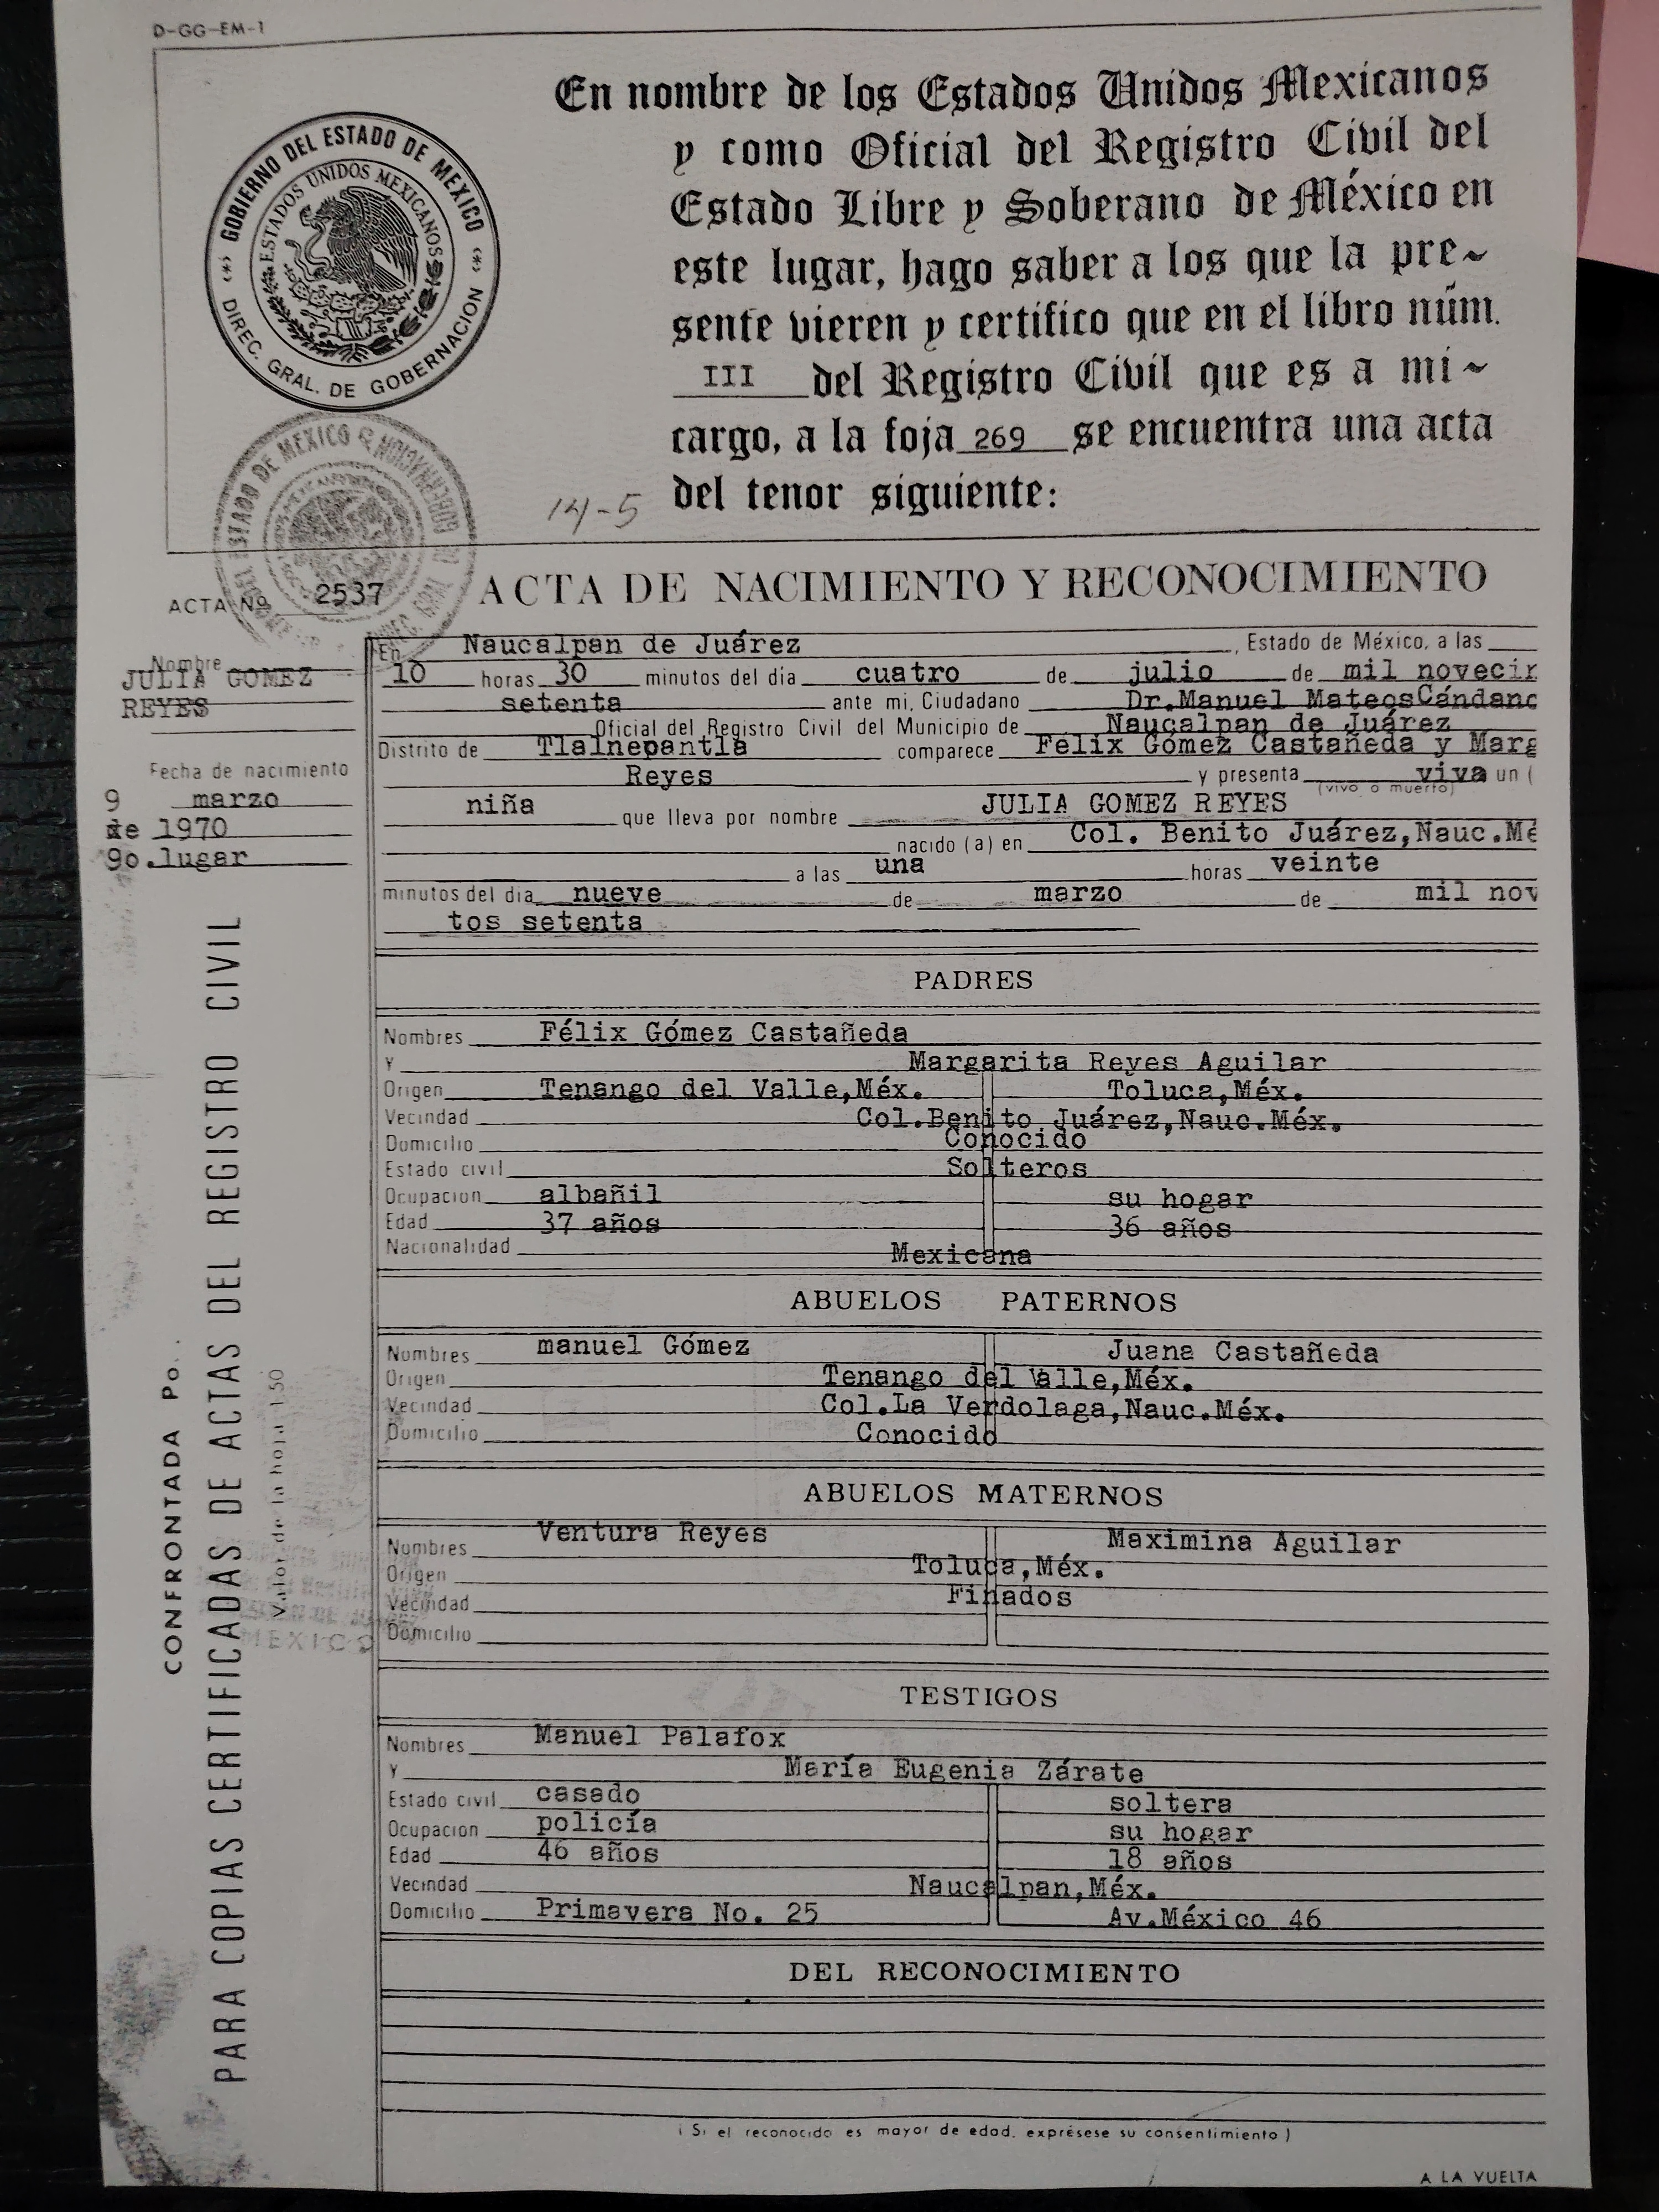 D-GG-EM-1
GOBIERNO DEL ESTADO DE MEXICO
ESTADOS UNIDOS MEXICANOS
DIREC. GRAL. DE GOBERNACION
En nombre de los Estados Unidos Mexicanos
y como Oficial del Registro Civil del
Estado Libre y Soberano de México en
este lugar, hago saber a los que la pre~
sente vieren y certifico que en el libro núm.
III del Registro Civil que es a mi~
cargo, a la foja 269 se encuentra una acta
14-5 del tenor siguiente:
ESTADO DE MEXICO
ACTA No. 2537
ACTA DE NACIMIENTO Y RECONOCIMIENTO
Nombre
JULIA GOMEZ
REYES
Fecha de nacimiento
9 marzo
de 1970
9o.lugar
En Naucalpan de Juárez, Estado de México, a las
10 horas 30 minutos del día cuatro de julio de mil novecin
setenta ante mi, Ciudadano Dr.Manuel MateosCándano
Oficial del Registro Civil del Municipio de Naucalpan de Juárez
Distrito de Tlalnepantla comparece Félix Gómez Castañeda y Marg
Reyes y presenta viva un (
(vivo o muerto)
niña que lleva por nombre JULIA GOMEZ REYES
nacido (a) en Col. Benito Juárez,Nauc.Mé
a las una horas veinte
minutos del día nueve de marzo de mil nov
tos setenta
PADRES
Nombres Félix Gómez Castañeda
Y Margarita Reyes Aguilar
Origen Tenango del Valle,Méx. Toluca,Méx.
Vecindad Col.Benito Juárez,Nauc.Méx.
Domicilio Conocido
Estado civil Solteros
Ocupacion albañil su hogar
Edad 37 años 36 años
Nacionalidad Mexicana
ABUELOS PATERNOS
Nombres manuel Gómez Juana Castañeda
Origen Tenango del Valle,Méx.
Vecindad Col.La Verdolaga,Nauc.Méx.
Domicilio Conocido
ABUELOS MATERNOS
Nombres Ventura Reyes Maximina Aguilar
Origen Toluca,Méx.
Vecindad Finados
Domicilio
TESTIGOS
Nombres Manuel Palafox
Y María Eugenia Zárate
Estado civil casado soltera
Ocupacion policía su hogar
Edad 46 años 18 años
Vecindad Naucalpan,Méx.
Domicilio Primavera No. 25 Av.México 46
DEL RECONOCIMIENTO
( Si el reconocido es mayor de edad, exprésese su consentimiento )
A LA VUELTA
CONFRONTADA Po..
PARA COPIAS CERTIFICADAS DE ACTAS DEL REGISTRO CIVIL
Valor de la hoja 1.50
MEXICO